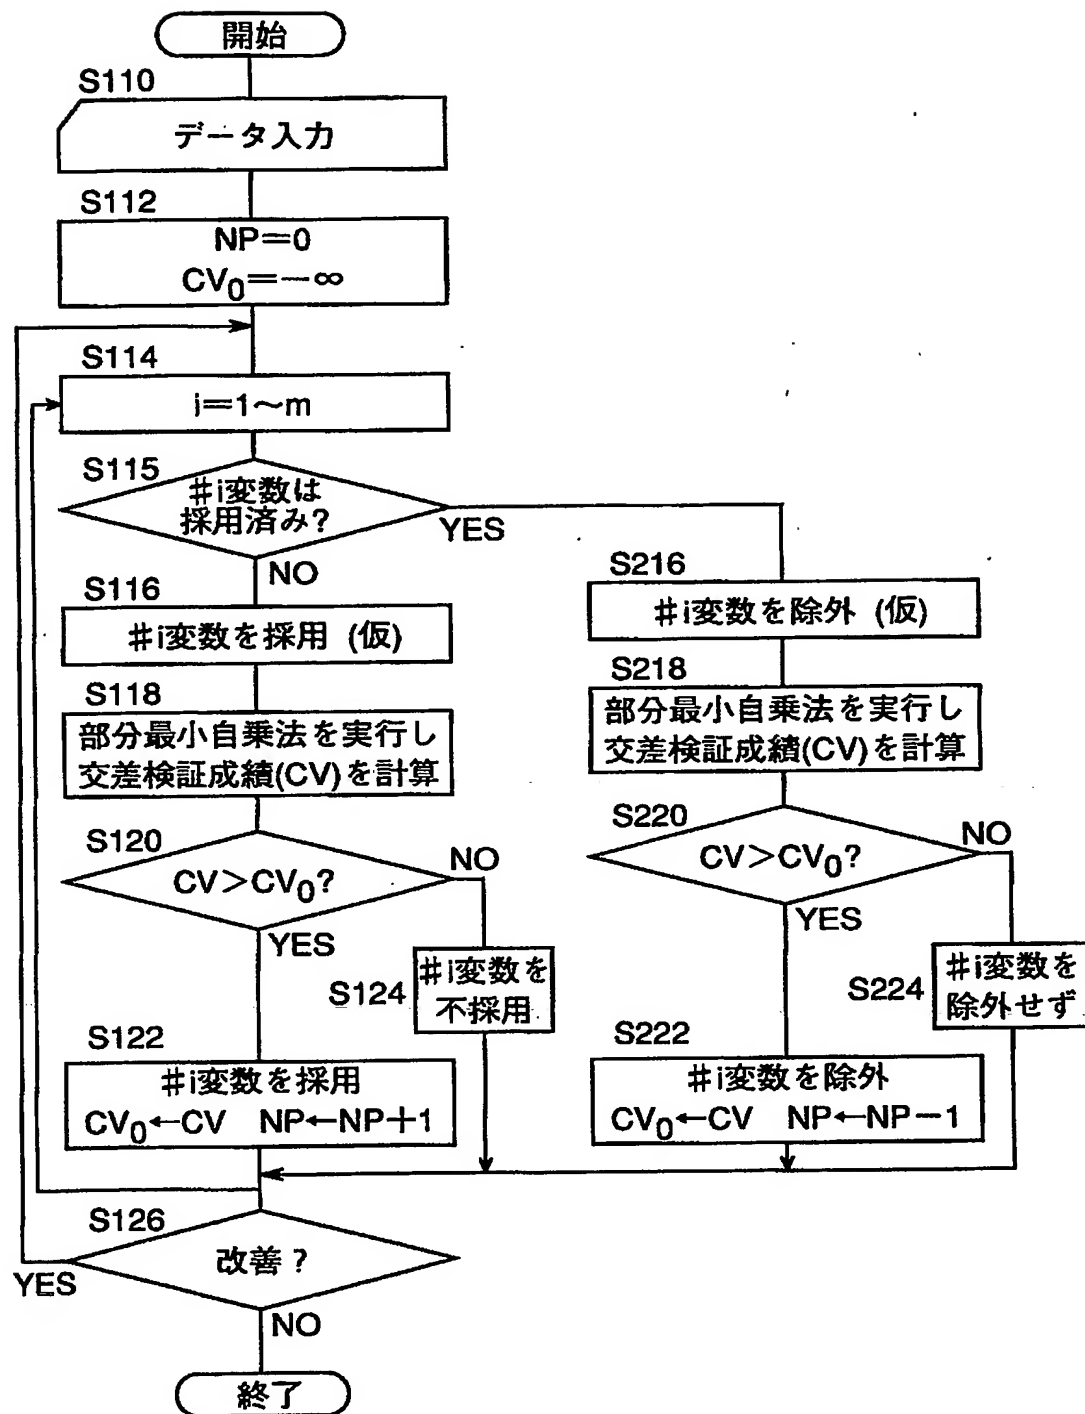 開始
S110
データ入力
S112
NP=0
CV₀=-∞
S114
i=1~m
S115
#i変数は
採用済み?
YES
NO
S116
#i変数を採用 (仮)
S118
部分最小自乗法を実行し
交差検証成績(CV)を計算
S120
CV>CV₀?
NO
YES
S124
#i変数を
不採用
S122
#i変数を採用
CV₀←CV NP←NP+1
S216
#i変数を除外 (仮)
S218
部分最小自乗法を実行し
交差検証成績(CV)を計算
S220
CV>CV₀?
NO
YES
S224
#i変数を
除外せず
S222
#i変数を除外
CV₀←CV NP←NP-1
S126
改善?
YES
NO
終了